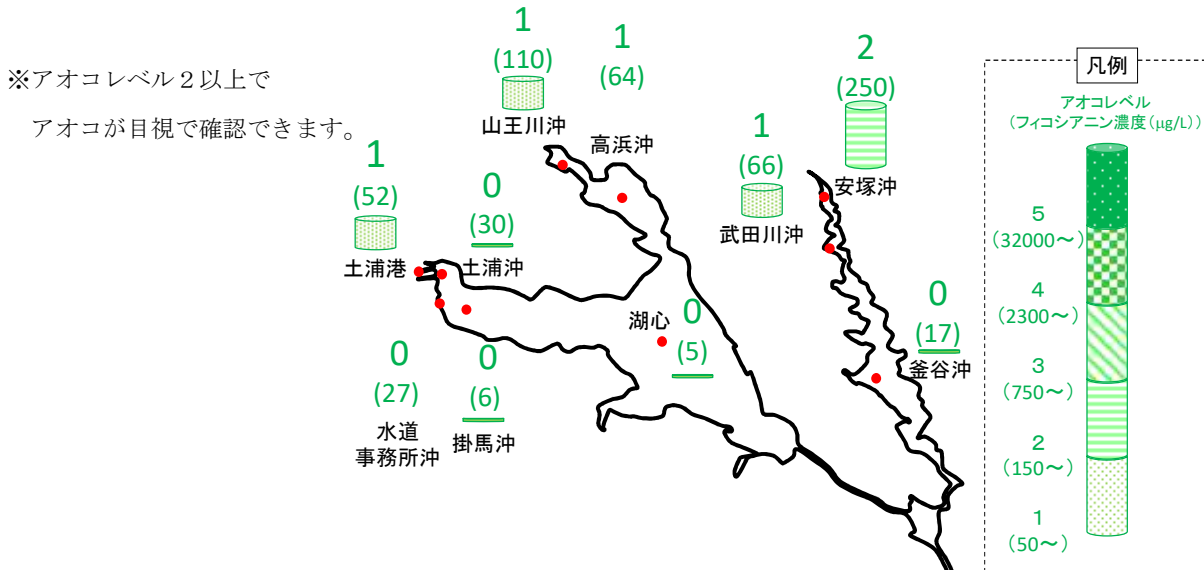 ※アオコレベル２以上で
アオコが目視で確認できます。
1
(110)
山王川沖
1
(64)
高浜沖
2
(250)
安塚沖
1
(66)
武田川沖
1
(52)
土浦港
0
(30)
土浦沖
0
(17)
釜谷沖
湖心
0
(5)
0
(27)
水道
事務所沖
0
(6)
掛馬沖
凡例
アオコレベル
(フィコシアニン濃度(μg/L))
5
(32000～)
4
(2300～)
3
(750～)
2
(150～)
1
(50～)